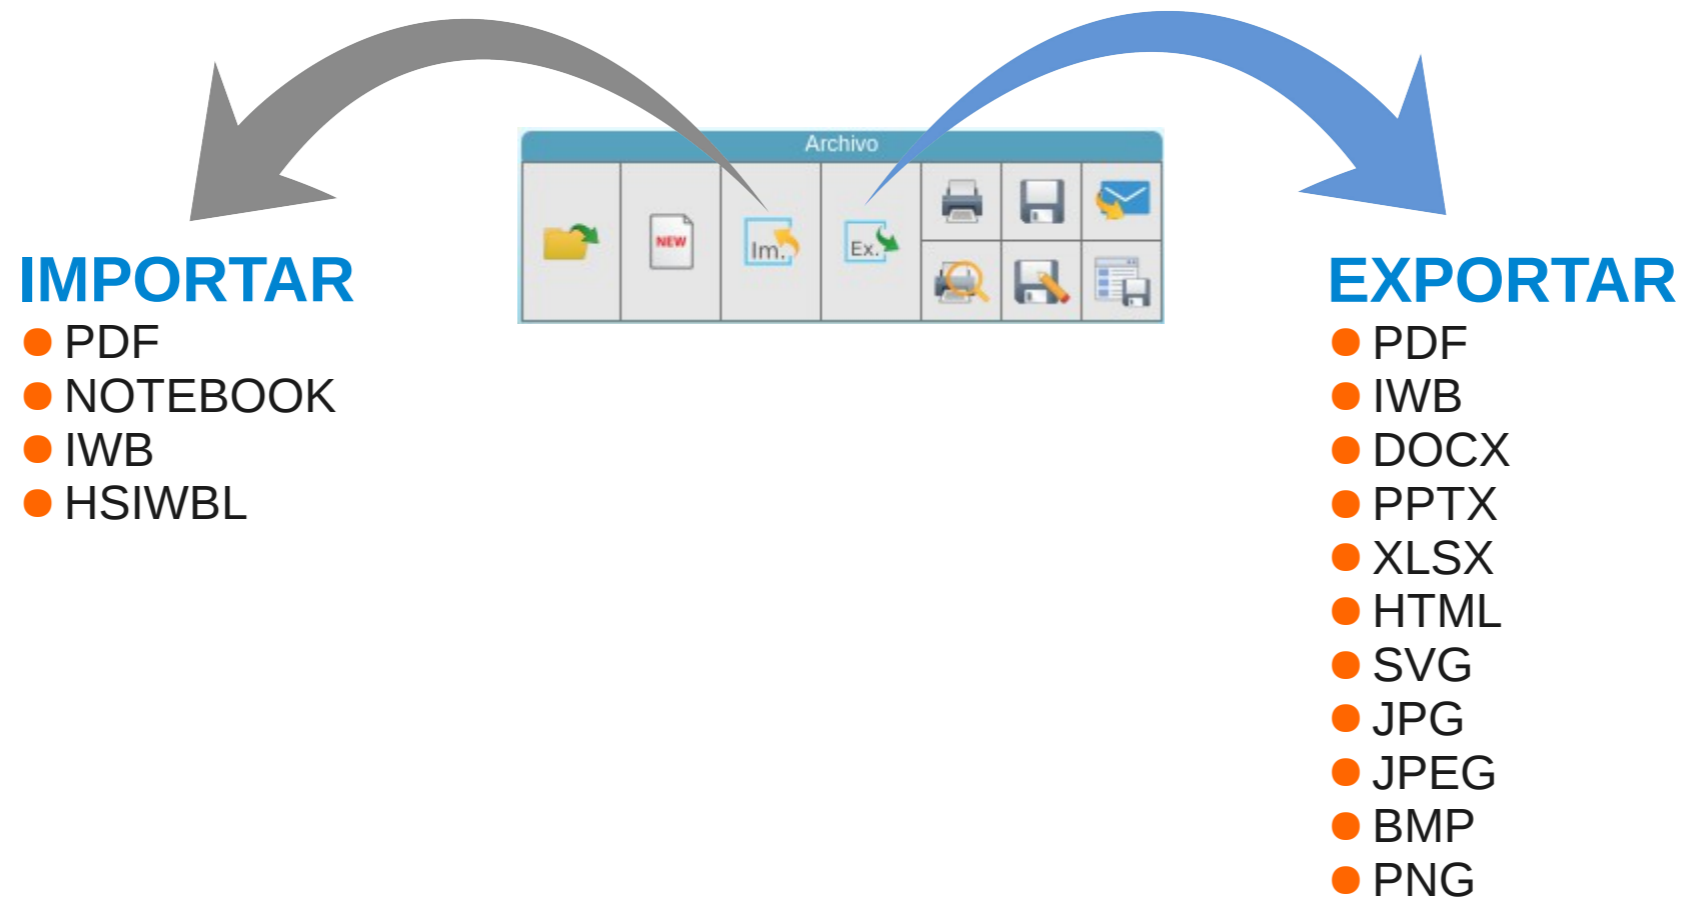 Archivo
NEW
Im.
Ex.
IMPORTAR
PDF
NOTEBOOK
IWB
HSIWBL
EXPORTAR
PDF
IWB
DOCX
PPTX
XLSX
HTML
SVG
JPG
JPEG
BMP
PNG